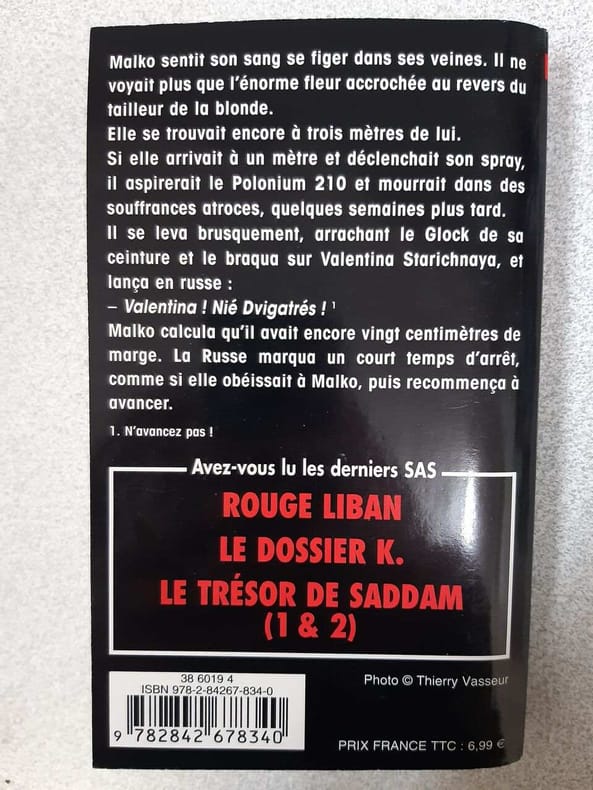 Malko sentit son sang se figer dans ses veines. Il ne
voyait plus que l'énorme fleur accrochée au revers du
tailleur de la blonde.
Elle se trouvait encore à trois mètres de lui.
Si elle arrivait à un mètre et déclenchait son spray,
il aspirerait le Polonium 210 et mourrait dans des
souffrances atroces, quelques semaines plus tard.
Il se leva brusquement, arrachant le Glock de sa
ceinture et le braqua sur Valentina Starichnaya, et
lança en russe :
– Valentina ! Nié Dvigatrés ! ¹
Malko calcula qu'il avait encore vingt centimètres de
marge. La Russe marqua un court temps d'arrêt,
comme si elle obéissait à Malko, puis recommença à
avancer.
1. N'avancez pas !
Avez-vous lu les derniers SAS
ROUGE LIBAN
LE DOSSIER K.
LE TRÉSOR DE SADDAM
(1 & 2)
38 6019 4
ISBN 978-2-84267-834-0
9 782842 678340
Photo © Thierry Vasseur
PRIX FRANCE TTC : 6,99 €